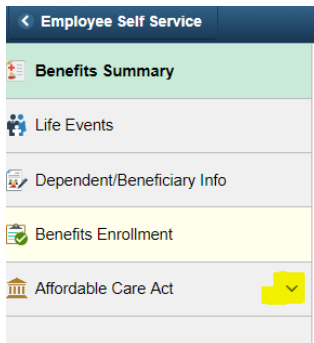 Employee Self Service
Benefits Summary
Life Events
Dependent/Beneficiary Info
Benefits Enrollment
Affordable Care Act